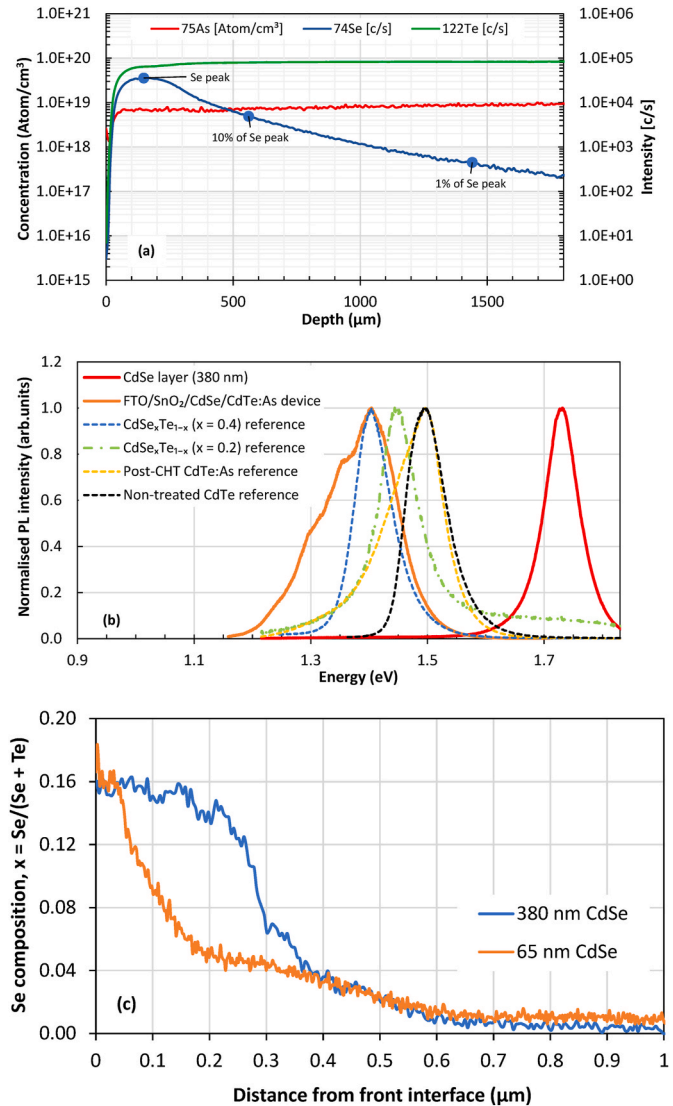 75As [Atom/cm³] 74Se [c/s] 122Te [c/s]
1.0E+21 1.0E+06
1.0E+20 1.0E+05
1.0E+19 1.0E+04
1.0E+18 1.0E+03
1.0E+17 1.0E+02
1.0E+16 1.0E+01
1.0E+15 1.0E+00
Concentration (Atom/cm³)
Intensity [c/s]
Se peak
10% of Se peak
1% of Se peak
(a)
0 500 1000 1500
Depth (µm)
1.2
1.0
0.8
0.6
0.4
0.2
0.0
Normalised PL intensity (arb.units)
CdSe layer (380 nm)
FTO/SnO₂/CdSe/CdTe:As device
CdSeₓTe₁₋ₓ (x = 0.4) reference
CdSeₓTe₁₋ₓ (x = 0.2) reference
Post-CHT CdTe:As reference
Non-treated CdTe reference
(b)
0.9 1.1 1.3 1.5 1.7
Energy (eV)
0.20
0.16
0.12
0.08
0.04
0.00
Se composition, x = Se/(Se + Te)
380 nm CdSe
65 nm CdSe
(c)
0 0.1 0.2 0.3 0.4 0.5 0.6 0.7 0.8 0.9 1
Distance from front interface (µm)